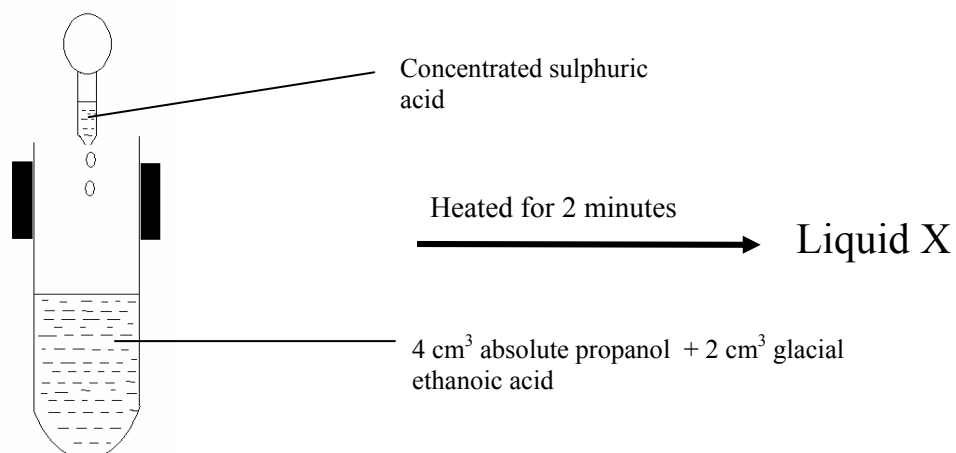 Concentrated sulphuric
acid
Heated for 2 minutes
Liquid X
4 cm³ absolute propanol + 2 cm³ glacial
ethanoic acid